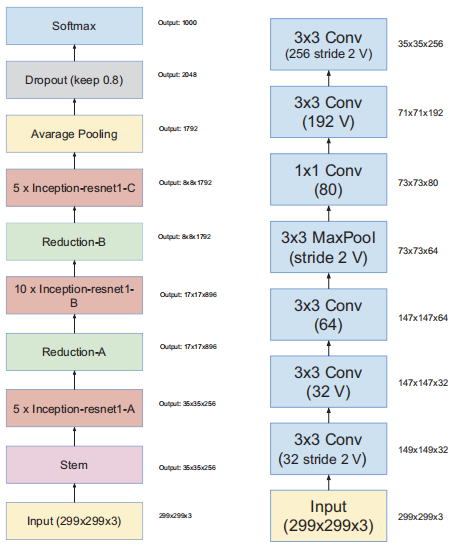 Softmax
Output: 1000
Dropout (keep 0.8)
Output: 2048
Avarage Pooling
Output: 1792
5 x Inception-resnet1-C
Output: 8x8x1792
Reduction-B
Output: 8x8x1792
10 x Inception-resnet1-
B
Output: 17x17x896
Reduction-A
Output: 17x17x896
5 x Inception-resnet1-A
Output: 35x35x256
Stem
Output: 35x35x256
Input (299x299x3)
299x299x3
3x3 Conv
(256 stride 2 V)
35x35x256
3x3 Conv
(192 V)
71x71x192
1x1 Conv
(80)
73x73x80
3x3 MaxPool
(stride 2 V)
73x73x64
3x3 Conv
(64)
147x147x64
3x3 Conv
(32 V)
147x147x32
3x3 Conv
(32 stride 2 V)
149x149x32
Input
(299x299x3)
299x299x3